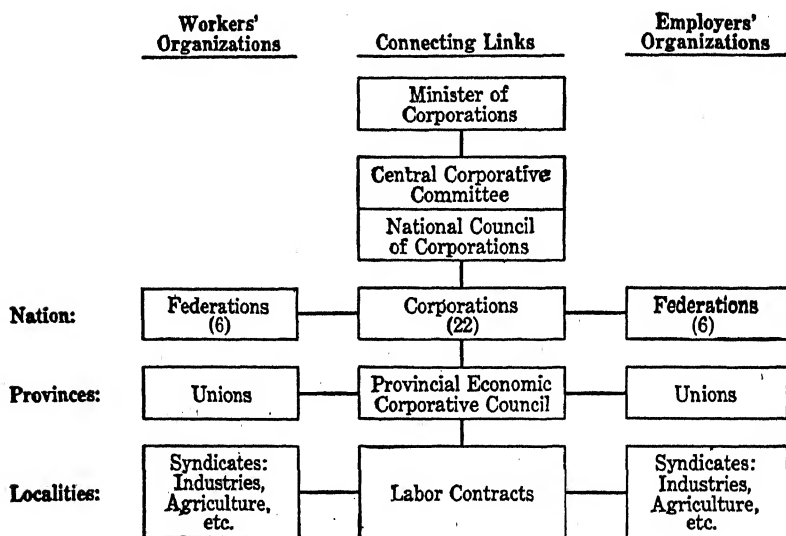 Workers' Organizations
Connecting Links
Employers' Organizations
Minister of
Corporations
Central Corporative
Committee
National Council
of Corporations
Nation:
Federations
(6)
Corporations
(22)
Federations
(6)
Provinces:
Unions
Provincial Economic
Corporative Council
Unions
Localities:
Syndicates:
Industries,
Agriculture,
etc.
Labor Contracts
Syndicates:
Industries,
Agriculture,
etc.